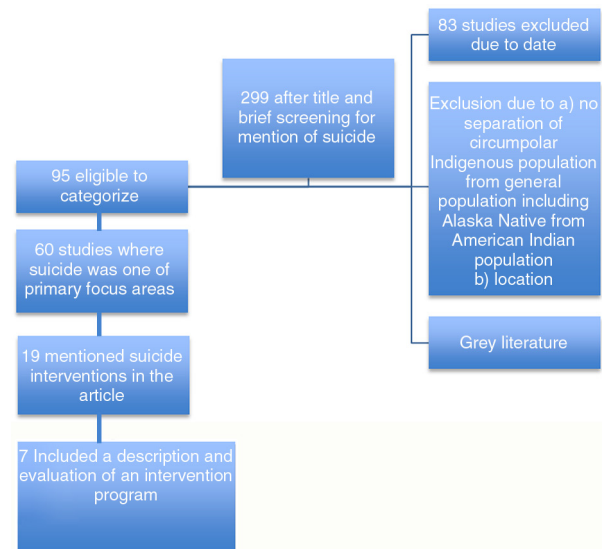 83 studies excluded
due to date
299 after title and
brief screening for
mention of suicide
Exclusion due to a) no
separation of
circumpolar
Indigenous population
from general
population including
Alaska Native from
American Indian
population
b) location
95 eligible to
categorize
60 studies where
suicide was one of
primary focus areas
19 mentioned suicide
interventions in the
article
Grey literature
7 Included a description and
evaluation of an intervention
program